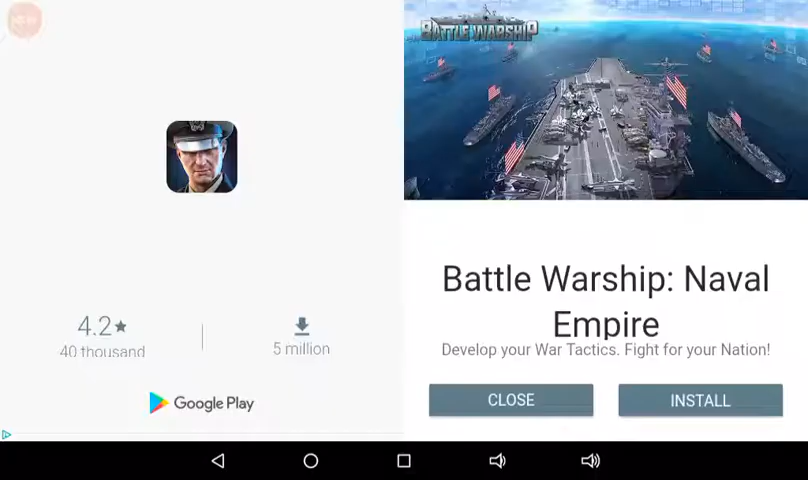 BATTLE WARSHIP
4.2★
40 thousand
5 million
Google Play
Battle Warship: Naval
Empire
Develop your War Tactics. Fight for your Nation!
CLOSE
INSTALL